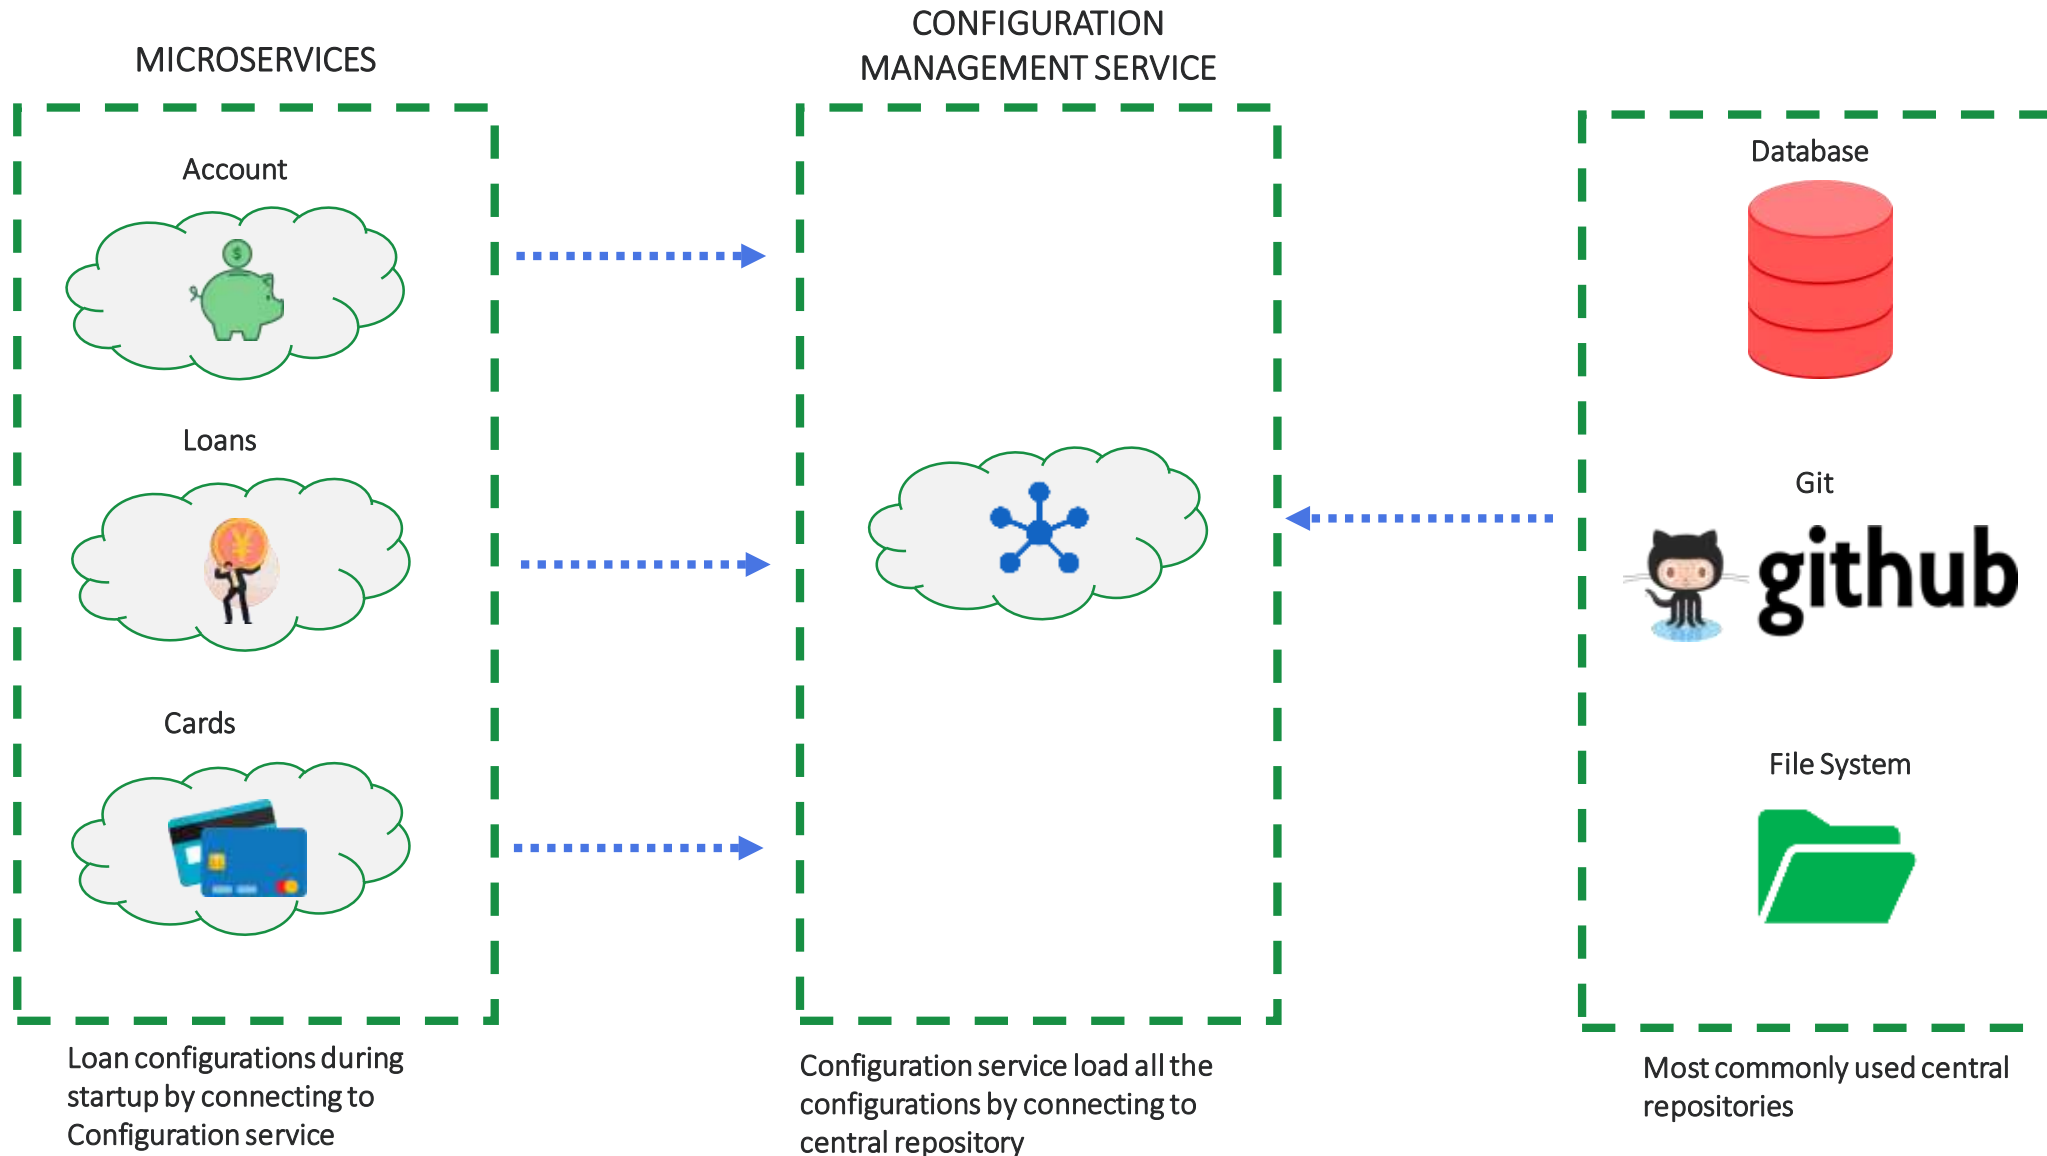 MICROSERVICES
Account
Loans
Cards
Loan configurations during
startup by connecting to
Configuration service
CONFIGURATION
MANAGEMENT SERVICE
Configuration service load all the
configurations by connecting to
central repository
Database
Git
github
File System
Most commonly used central
repositories